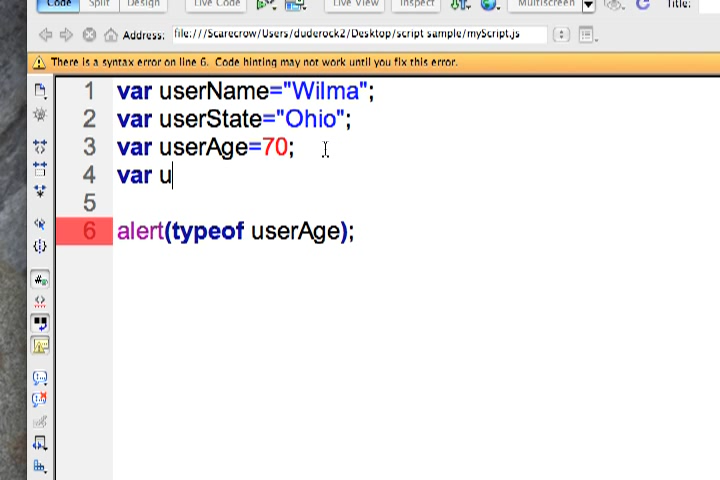 Code Split Design Live Code Live View Inspect Multiscreen Title:
Address: file:///Scarecrow/Users/duderock2/Desktop/script sample/myScript.js
There is a syntax error on line 6. Code hinting may not work until you fix this error.
1 var userName="Wilma";
2 var userState="Ohio";
3 var userAge=70;
4 var u
5
6 alert(typeof userAge);